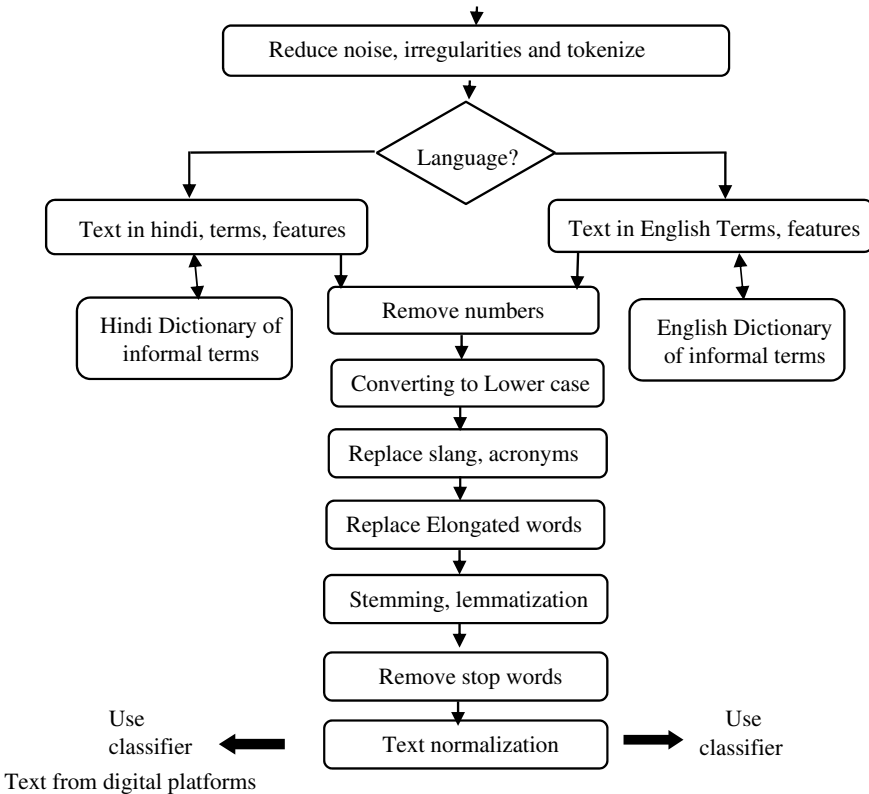 Reduce noise, irregularities and tokenize
Language?
Text in hindi, terms, features
Text in English Terms, features
Hindi Dictionary of
informal terms
Remove numbers
English Dictionary
of informal terms
Converting to Lower case
Replace slang, acronyms
Replace Elongated words
Stemming, lemmatization
Remove stop words
Use
classifier
Text normalization
Use
classifier
Text from digital platforms